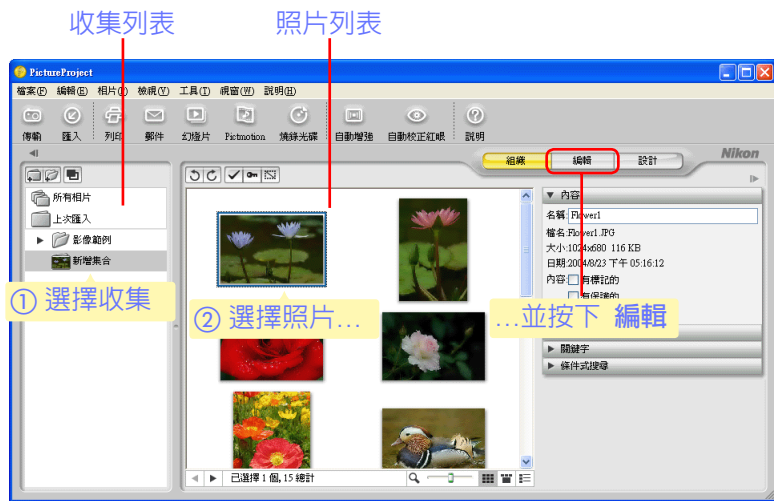 收集列表
照片列表
PictureProject
檔案(F) 編輯(E) 相片(I) 檢視(V) 工具(T) 視窗(W) 說明(H)
傳輸 匯入 列印 郵件 幻燈片 Pictmotion 燒錄光碟 自動增強 自動校正紅眼 說明
組織 編輯 設計
Nikon
所有相片
上次匯入
影像範例
新增集合
① 選擇收集
② 選擇照片...
內容
名稱: Flower1
檔名:Flower1.JPG
大小:1024x680 116 KB
日期:2004/8/23 下午 05:16:12
內容: 有標記的
有保護的
...並按下 編輯
關鍵字
條件式搜尋
已選擇 1 個, 15 總計